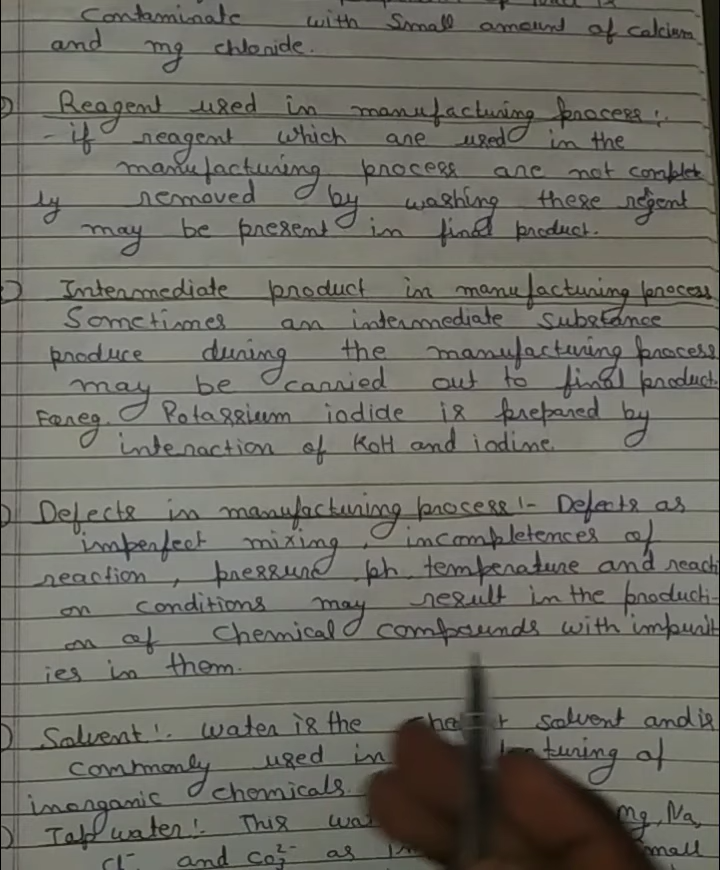 Contaminate with small amount of calcium
and mg chloride.
Reagent used in manufacturing process :-
- if reagent which are used in the
manufacturing process are not complet
ly removed by washing these regent
may be present in final product.
Intermediate product in manufacturing process
Sometimes an intermediate substance
produce during the manufacturing process
may be carried out to final product.
Foreg. Potassium iodide is prepared by
interaction of KOH and iodine.
Defects in manufacturing process :- Defects as
imperfect mixing, incompletences of
reaction, pressure, ph, temperature and reacti
on conditions may result in the producti-
on of chemical compounds with impurit
ies in them.
Solvent :- water is the solvent and is
commonly used in of
inorganic chemicals.
Tap water :- This Mg, Na,
Cl⁻ and CO₃²⁻ as small